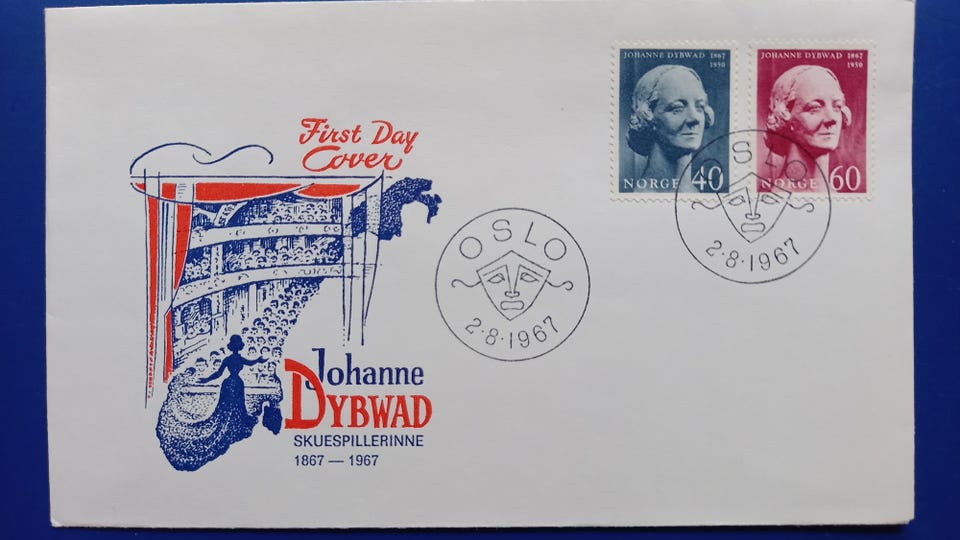 First Day
Cover
Johanne
DYBWAD
SKUESPILLERINNE
1867 — 1967
OSLO
2·8·1967
JOHANNE DYBWAD 1867
1950
NORGE 40
JOHANNE DYBWAD 1867
1950
NORGE 60
OSLO
2·8·1967